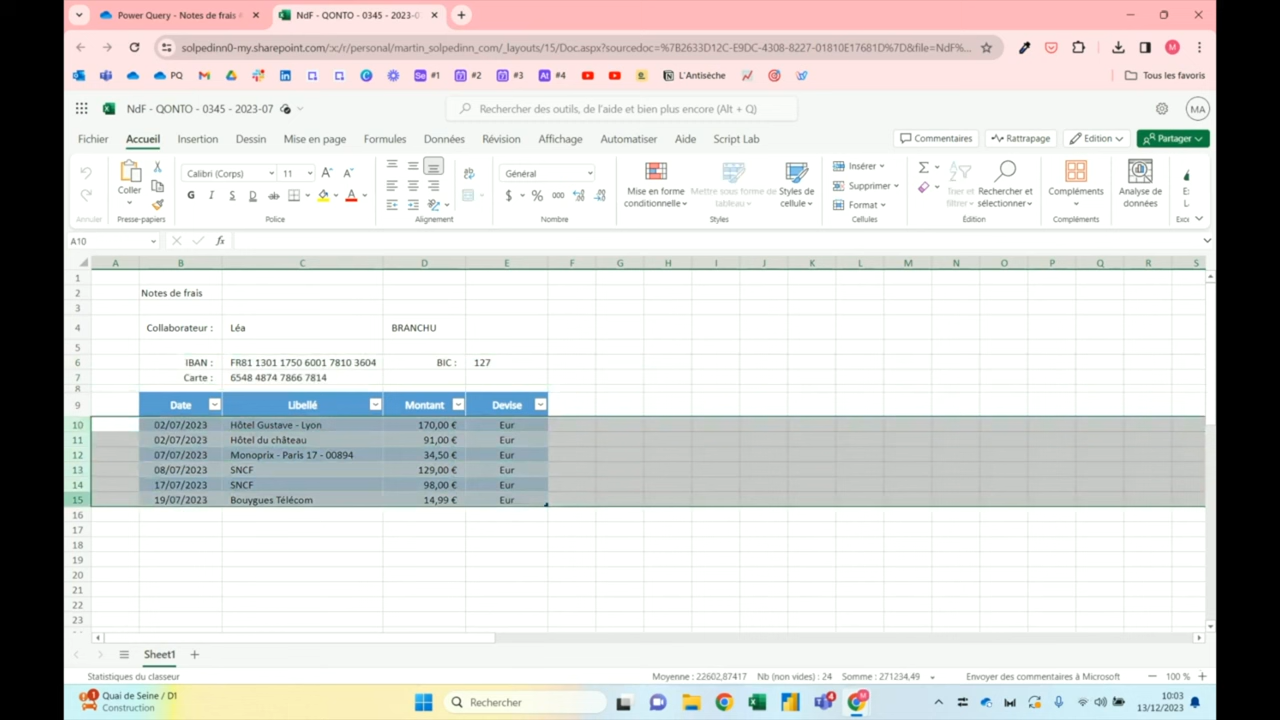 Power Query - Notes de frais
NdF - QONTO - 0345 - 2023-0
solpedinn0-my.sharepoint.com/:x:/r/personal/martin_solpedinn_com/_layouts/15/Doc.aspx?sourcedoc=%7B2633D12C-E9DC-4308-8227-01810E17681D%7D&file=NdF%...
PQ #1 #2 #3 #4 L'Antisèche Tous les favoris
NdF - QONTO - 0345 - 2023-07 Rechercher des outils, de l'aide et bien plus encore (Alt + Q) MA
Fichier Accueil Insertion Dessin Mise en page Formules Données Révision Affichage Automatiser Aide Script Lab Commentaires Rattrapage Edition Partager
Calibri (Corps) 11 Général Insérer
Coller G I S D ab $ % 000 Mise en forme conditionnelle Mettre sous forme de tableau Styles de cellule Supprimer Trier et filtrer Rechercher et sélectionner Compléments Analyse de données
Format
Annuler Presse-papiers Police Alignement Nombre Styles Cellules Édition Compléments
A10 fx
A B C D E F G H I J K L M N O P Q R S
1
2 Notes de frais
3
4 Collaborateur : Léa BRANCHU
5
6 IBAN : FR81 1301 1750 6001 7810 3604 BIC : 127
7 Carte : 6548 4874 7866 7814
8
9 Date Libellé Montant Devise
10 02/07/2023 Hôtel Gustave - Lyon 170,00 € Eur
11 02/07/2023 Hôtel du château 91,00 € Eur
12 07/07/2023 Monoprix - Paris 17 - 00894 34,50 € Eur
13 08/07/2023 SNCF 129,00 € Eur
14 17/07/2023 SNCF 98,00 € Eur
15 19/07/2023 Bouygues Télécom 14,99 € Eur
16
17
18
19
20
21
22
23
Sheet1
Statistiques du classeur Moyenne : 22602,87417 Nb (non vides) : 24 Somme : 271234,49 Envoyer des commentaires à Microsoft 100 %
Quai de Seine / D1
Construction
Rechercher
10:03
13/12/2023